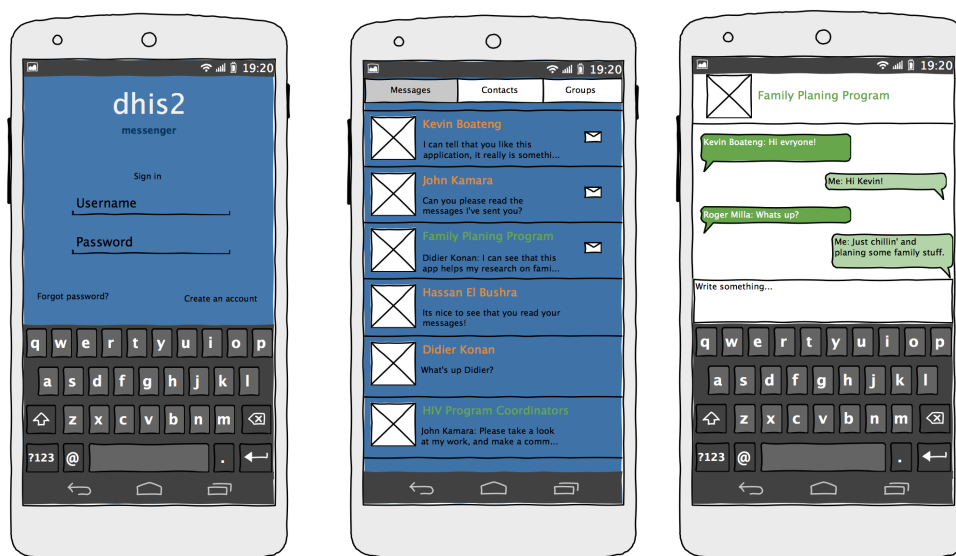 19:20
dhis2
messenger
Sign in
Username
Password
Forgot password?
Create an account
q w e r t y u i o p
a s d f g h j k l
z x c v b n m
?123 @ .
19:20
Messages Contacts Groups
Kevin Boateng
I can tell that you like this
application, it really is somethi...
John Kamara
Can you please read the
messages I've sent you?
Family Planing Program
Didier Konan: I can see that this
app helps my research on fami...
Hassan El Bushra
Its nice to see that you read your
messages!
Didier Konan
What's up Didier?
HIV Program Coordinators
John Kamara: Please take a look
at my work, and make a comm...
19:20
Family Planing Program
Kevin Boateng: Hi evryone!
Me: Hi Kevin!
Roger Milla: Whats up?
Me: Just chillin' and
planing some family stuff.
Write something...
q w e r t y u i o p
a s d f g h j k l
z x c v b n m
?123 @ .